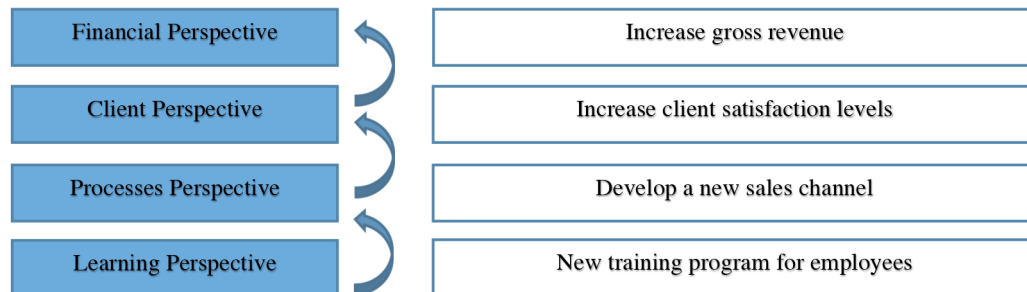 Financial Perspective
Increase gross revenue
Client Perspective
Increase client satisfaction levels
Processes Perspective
Develop a new sales channel
Learning Perspective
New training program for employees